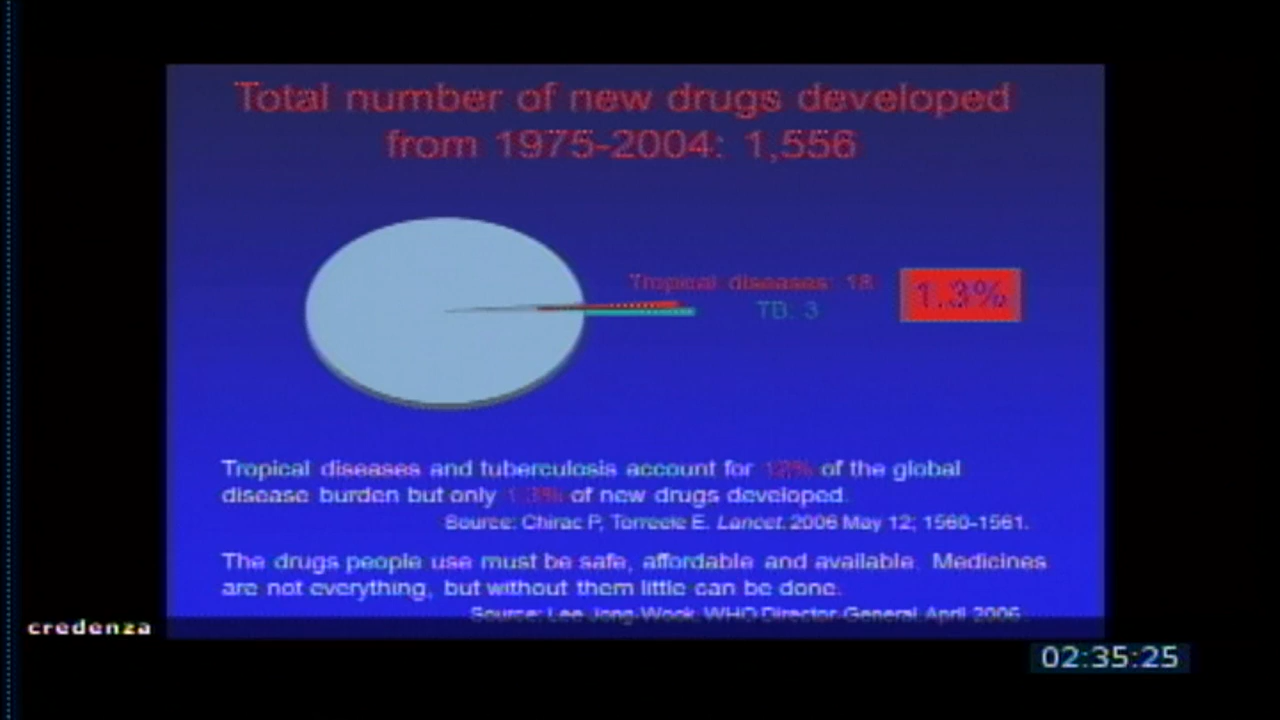 Total number of new drugs developed
from 1975-2004: 1,556
Tropical diseases: 18
TB: 3
1.3%
Tropical diseases and tuberculosis account for 12% of the global
disease burden but only 1.3% of new drugs developed.
Source: Chirac P, Torreele E. Lancet. 2006 May 12; 1560-1561.
The drugs people use must be safe, affordable and available. Medicines
are not everything, but without them little can be done.
Source: Lee Jong-Wook, WHO Director-General, April 2006.
credenza
02:35:25